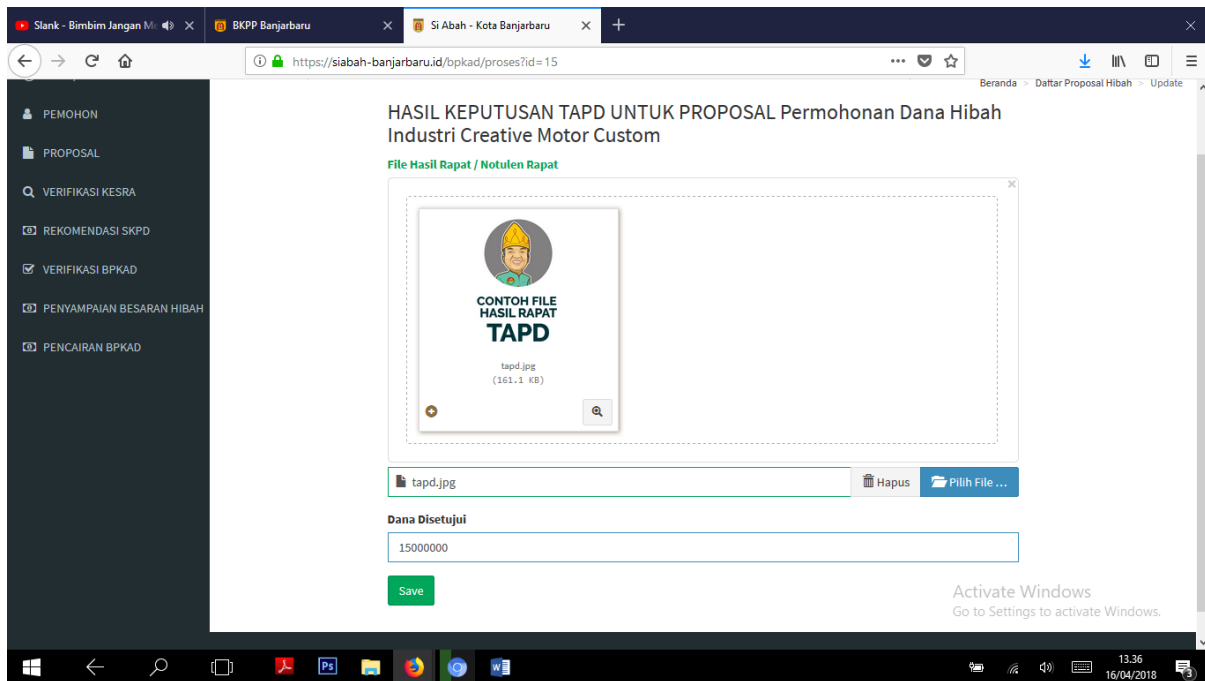 Slank - Bimbim Jangan M
BKPP Banjarbaru
Si Abah - Kota Banjarbaru
https://siabah-banjarbaru.id/bpkad/proses?id=15
Beranda > Daftar Proposal Hibah > Update
PEMOHON
PROPOSAL
VERIFIKASI KESRA
REKOMENDASI SKPD
VERIFIKASI BPKAD
PENYAMPAIAN BESARAN HIBAH
PENCAIRAN BPKAD
HASIL KEPUTUSAN TAPD UNTUK PROPOSAL Permohonan Dana Hibah
Industri Creative Motor Custom
File Hasil Rapat / Notulen Rapat
CONTOH FILE
HASIL RAPAT
TAPD
tapd.jpg
(161.1 KB)
tapd.jpg
Hapus
Pilih File ...
Dana Disetujui
15000000
Save
Activate Windows
Go to Settings to activate Windows.
Ps
13.36
16/04/2018
3